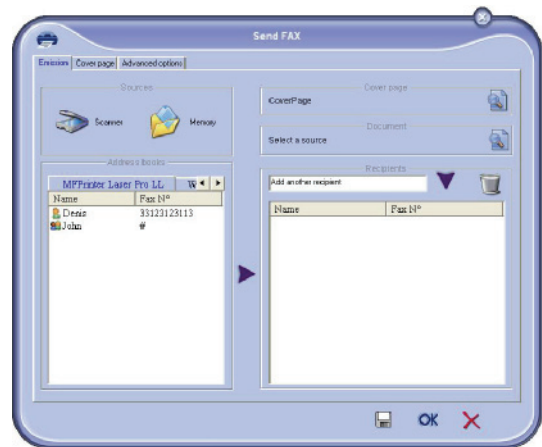 Send FAX
Emission Cover page Advanced options
Sources
Scanner Memory
Address books
MFPrinter Laser Pro LL W
Name Fax N°
Denis 33123123113
John #
Cover page
CoverPage
Document
Select a source
Recipients
Add another recipient
Name Fax N°
OK